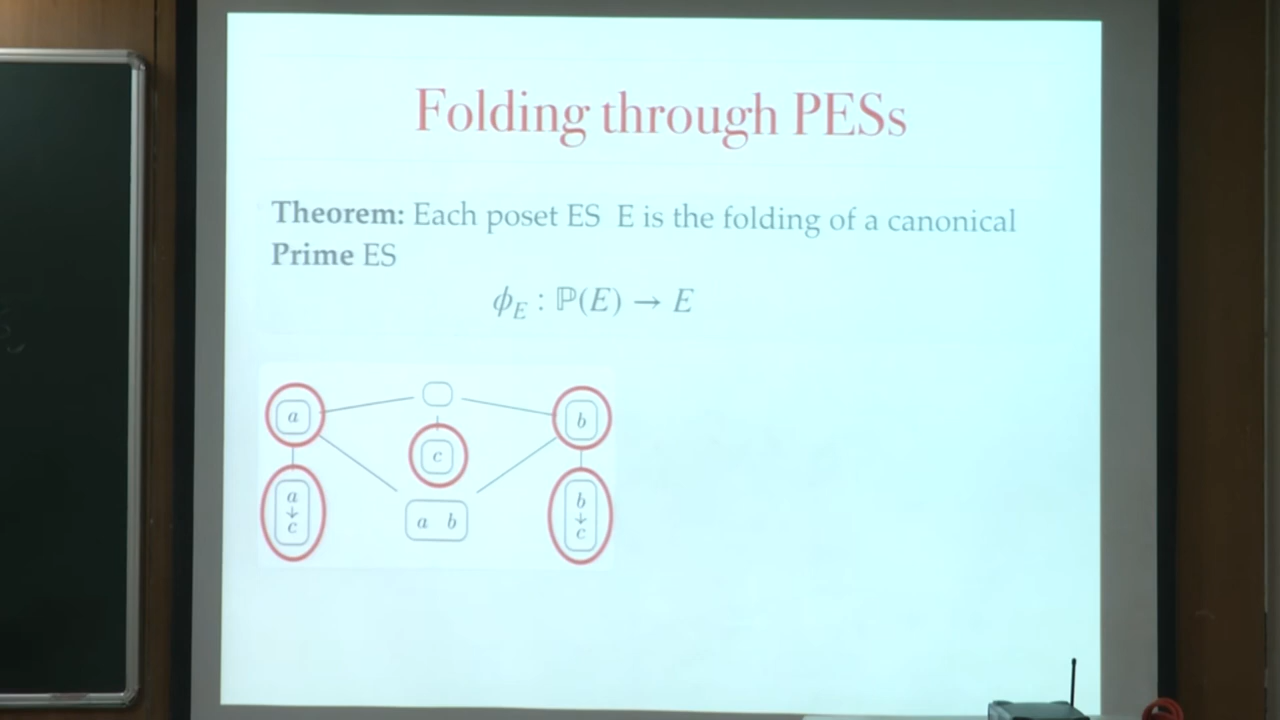 Folding through PESs
Theorem: Each poset ES E is the folding of a canonical
Prime ES
ϕ_E : ℙ(E) → E
a
b
c
a
↓
c
a b
b
↓
c